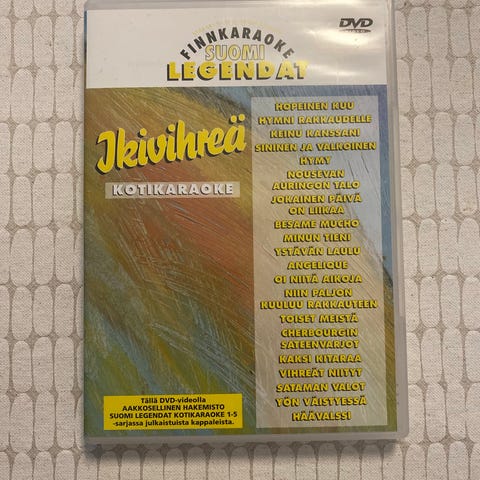 DVD
VIDEO
FINNKARAOKE
SUOMI
LEGENDAT
Ikivihreä
KOTIKARAOKE
HOPEINEN KUU
HYMNI RAKKAUDELLE
KEINU KANSSANI
SININEN JA VALKOINEN
HYMY
NOUSEVAN
AURINGON TALO
JOKAINEN PÄIVÄ
ON LIIKAA
BESAME MUCHO
MINUN TIENI
YSTÄVÄN LAULU
ANGELIQUE
OI NIITÄ AIKOJA
NIIN PALJON
KUULUU RAKKAUTEEN
TOISET MEISTÄ
CHERBOURGIN
SATEENVARJOT
KAKSI KITARAA
VIHREÄT NIITYT
SATAMAN VALOT
YÖN VÄISTYESSÄ
HÄÄVALSSI
Tällä DVD-videolla
AAKKOSELLINEN HAKEMISTO
SUOMI LEGENDAT KOTIKARAOKE 1-5
-sarjassa julkaistuista kappaleista.